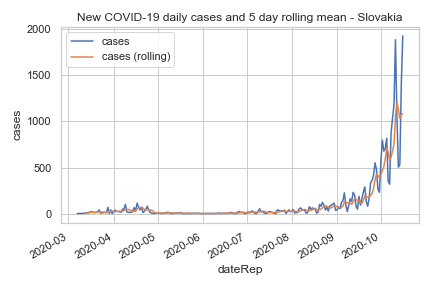 New COVID-19 daily cases and 5 day rolling mean - Slovakia
cases
cases (rolling)
2000
1500
1000
500
0
cases
2020-03
2020-04
2020-05
2020-06
2020-07
2020-08
2020-09
2020-10
dateRep